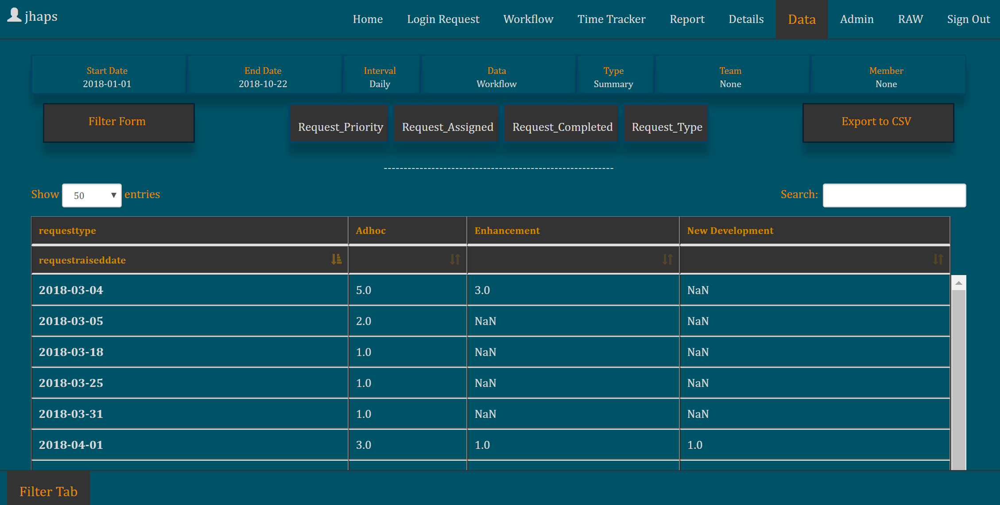 jhaps
Home Login Request Workflow Time Tracker Report Details Data Admin RAW Sign Out
Start Date End Date Interval Data Type Team Member
2018-01-01 2018-10-22 Daily Workflow Summary None None
Filter Form Request_Priority Request_Assigned Request_Completed Request_Type Export to CSV
----------------------------------------------------------
Show 50 entries Search:
requesttype Adhoc Enhancement New Development
requestraiseddate
2018-03-04 5.0 3.0 NaN
2018-03-05 2.0 NaN NaN
2018-03-18 1.0 NaN NaN
2018-03-25 1.0 NaN NaN
2018-03-31 1.0 NaN NaN
2018-04-01 3.0 1.0 1.0
Filter Tab